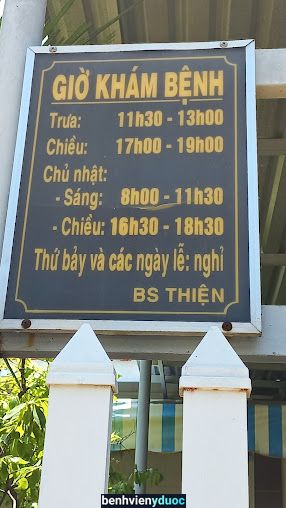 GIỜ KHÁM BỆNH
Trưa: 11h30 - 13h00
Chiều: 17h00 - 19h00
Chủ nhật:
- Sáng: 8h00 - 11h30
- Chiều: 16h30 - 18h30
Thứ bảy và các ngày lễ: nghỉ
BS THIỆN
benhvienyduoc